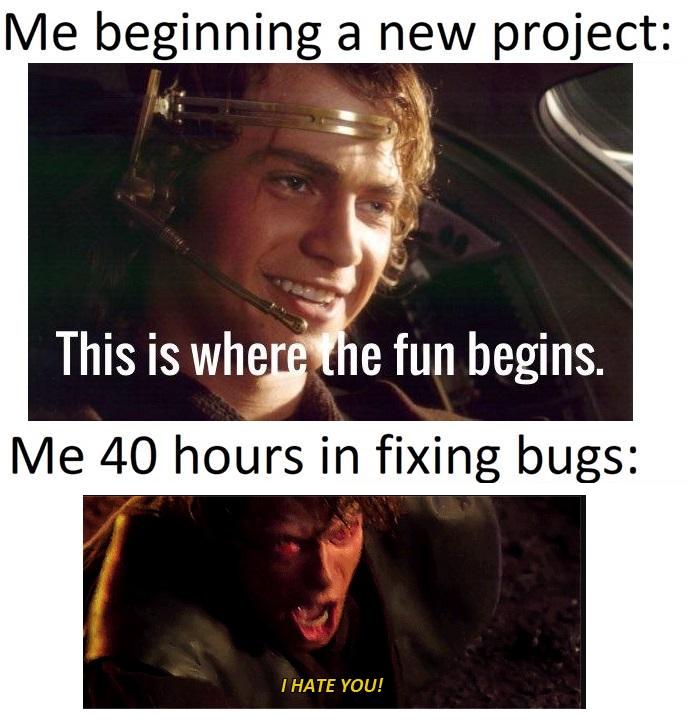 Me beginning a new project:
This is where the fun begins.
Me 40 hours in fixing bugs:
I HATE YOU!